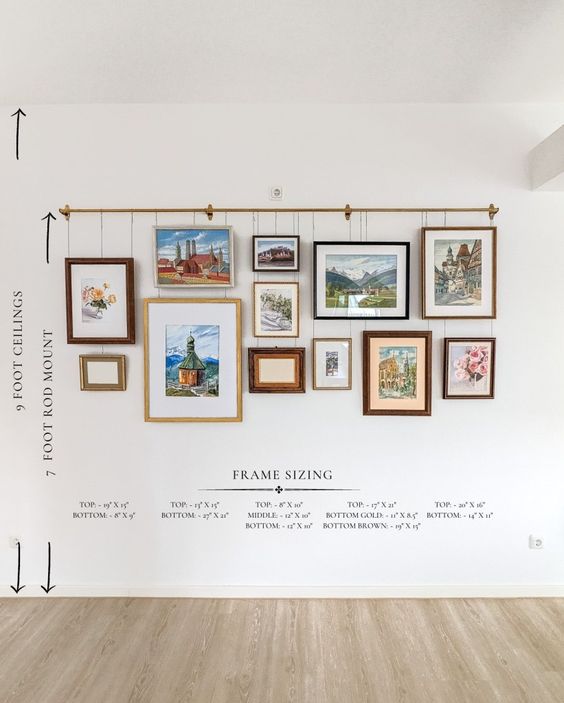 9 FOOT CEILINGS
7 FOOT ROD MOUNT
FRAME SIZING
TOP: ~ 19" X 15"
BOTTOM: ~ 8" X 9"
TOP: ~ 13" X 15"
BOTTOM: ~ 27" X 21"
TOP: ~ 8" X 10"
MIDDLE: ~ 12" X 10"
BOTTOM: ~ 12" X 10"
TOP: ~ 17" X 21"
BOTTOM GOLD: ~ 11" X 8.5"
BOTTOM BROWN: ~ 19" X 15"
TOP: ~ 20" X 16"
BOTTOM: ~ 14" X 11"